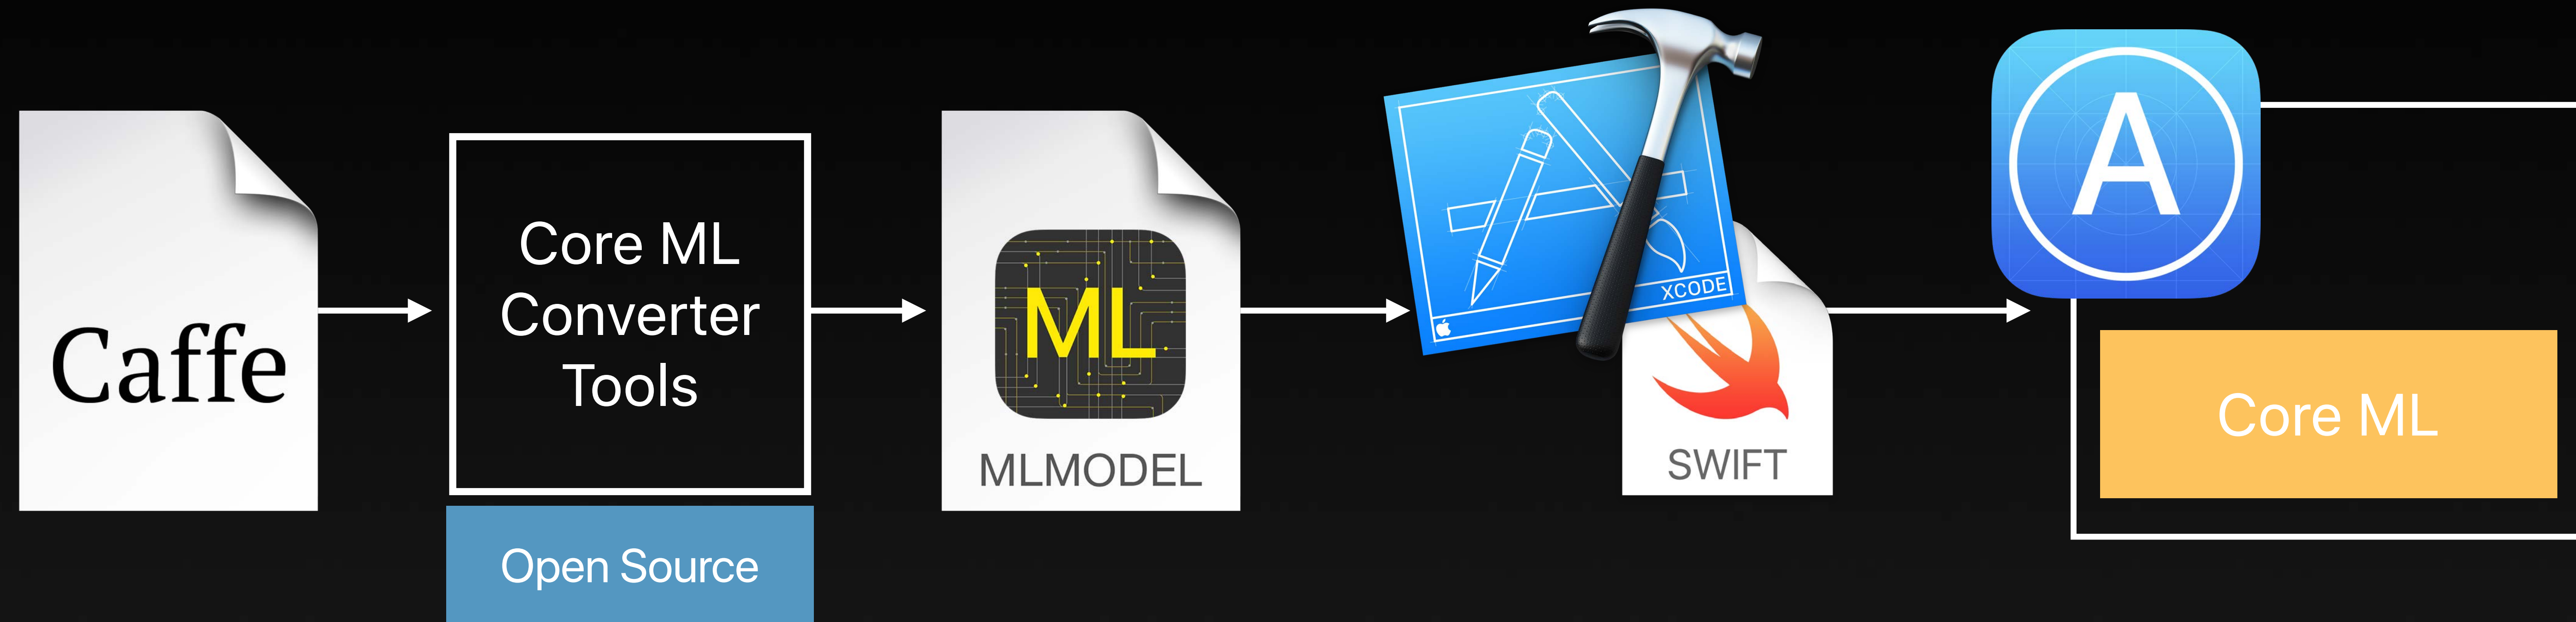 Caffe
Core ML
Converter
Tools
Open Source
ML
MLMODEL
XCODE
SWIFT
A
Core ML